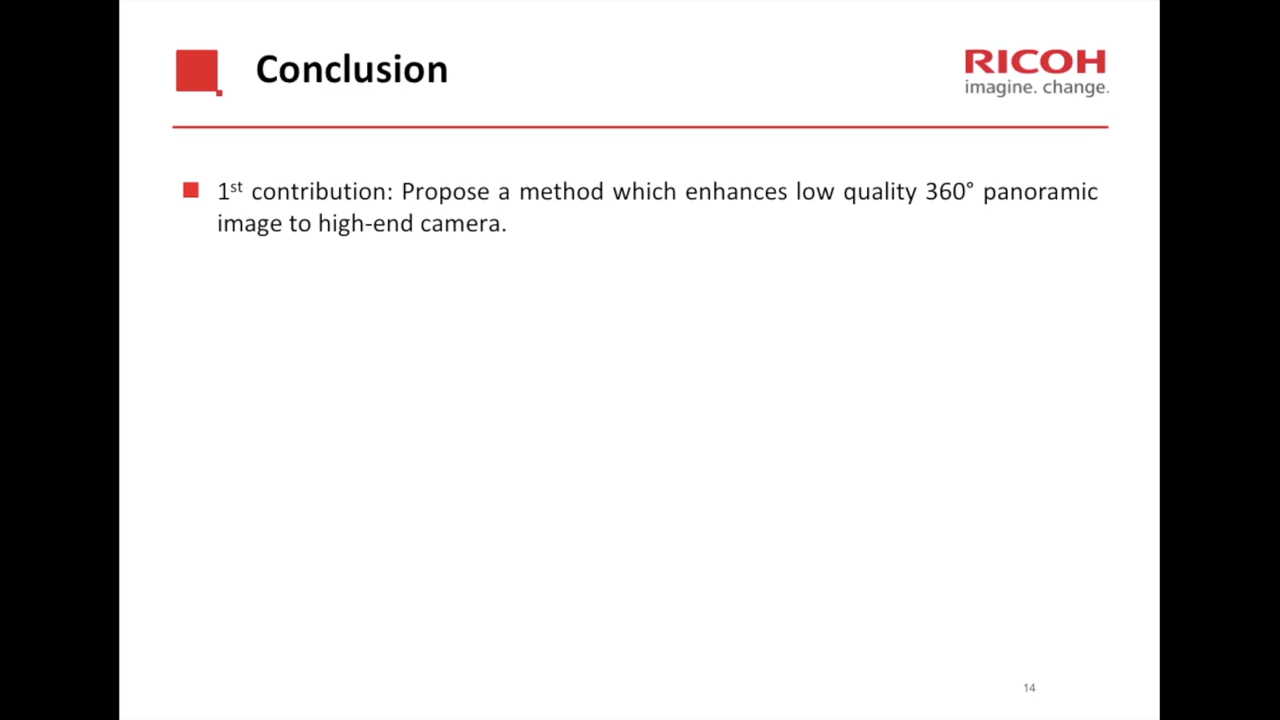 Conclusion
RICOH
imagine. change.
1st contribution: Propose a method which enhances low quality 360° panoramic
image to high-end camera.
14